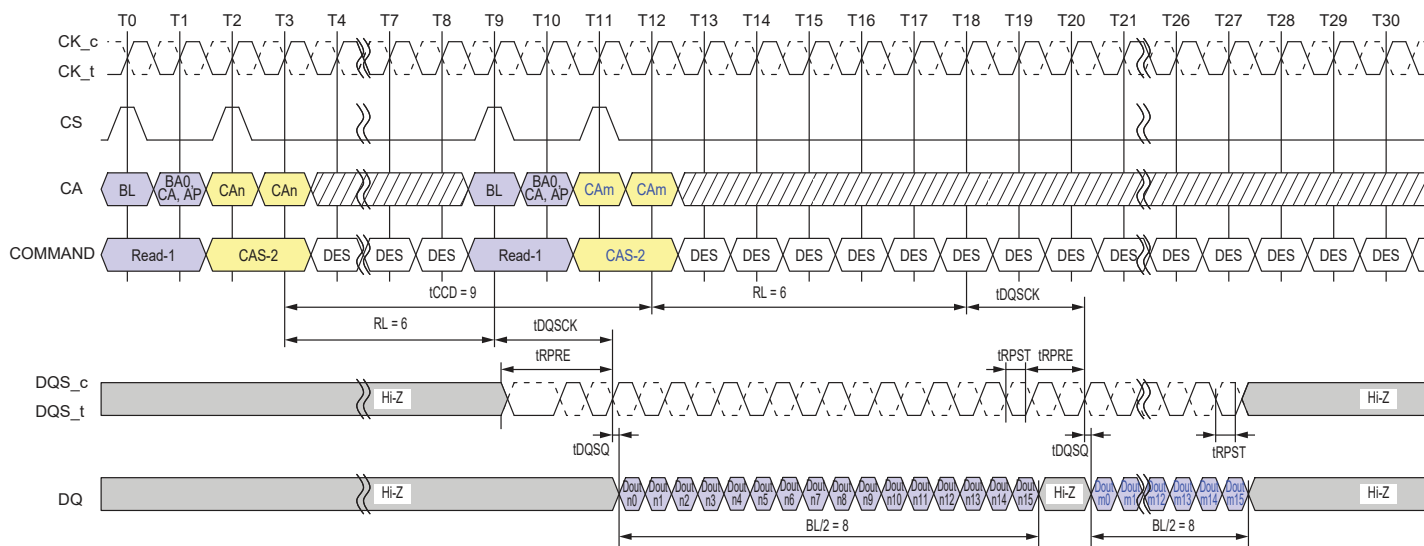 T0 T1 T2 T3 T4 T7 T8 T9 T10 T11 T12 T13 T14 T15 T16 T17 T18 T19 T20 T21 T26 T27 T28 T29 T30
CK_c
CK_t
CS
CA BL BA0, CA, AP CAn CAn BL BA0, CA, AP CAm CAm
COMMAND Read-1 CAS-2 DES DES DES Read-1 CAS-2 DES DES DES DES DES DES DES DES DES DES DES DES DES DES
tCCD = 9 RL = 6 tDQSCK
RL = 6 tDQSCK
tRPRE tRPST tRPRE
DQS_c
DQS_t
Hi-Z Hi-Z
tDQSQ tDQSQ tRPST
DQ Hi-Z Dout n0 Dout n1 Dout n2 Dout n3 Dout n4 Dout n5 Dout n6 Dout n7 Dout n8 Dout n9 Dout n10 Dout n11 Dout n12 Dout n13 Dout n14 Dout n15 Hi-Z Dout m0 Dout m1 Dout m12 Dout m13 Dout m14 Dout m15 Hi-Z
BL/2 = 8 BL/2 = 8